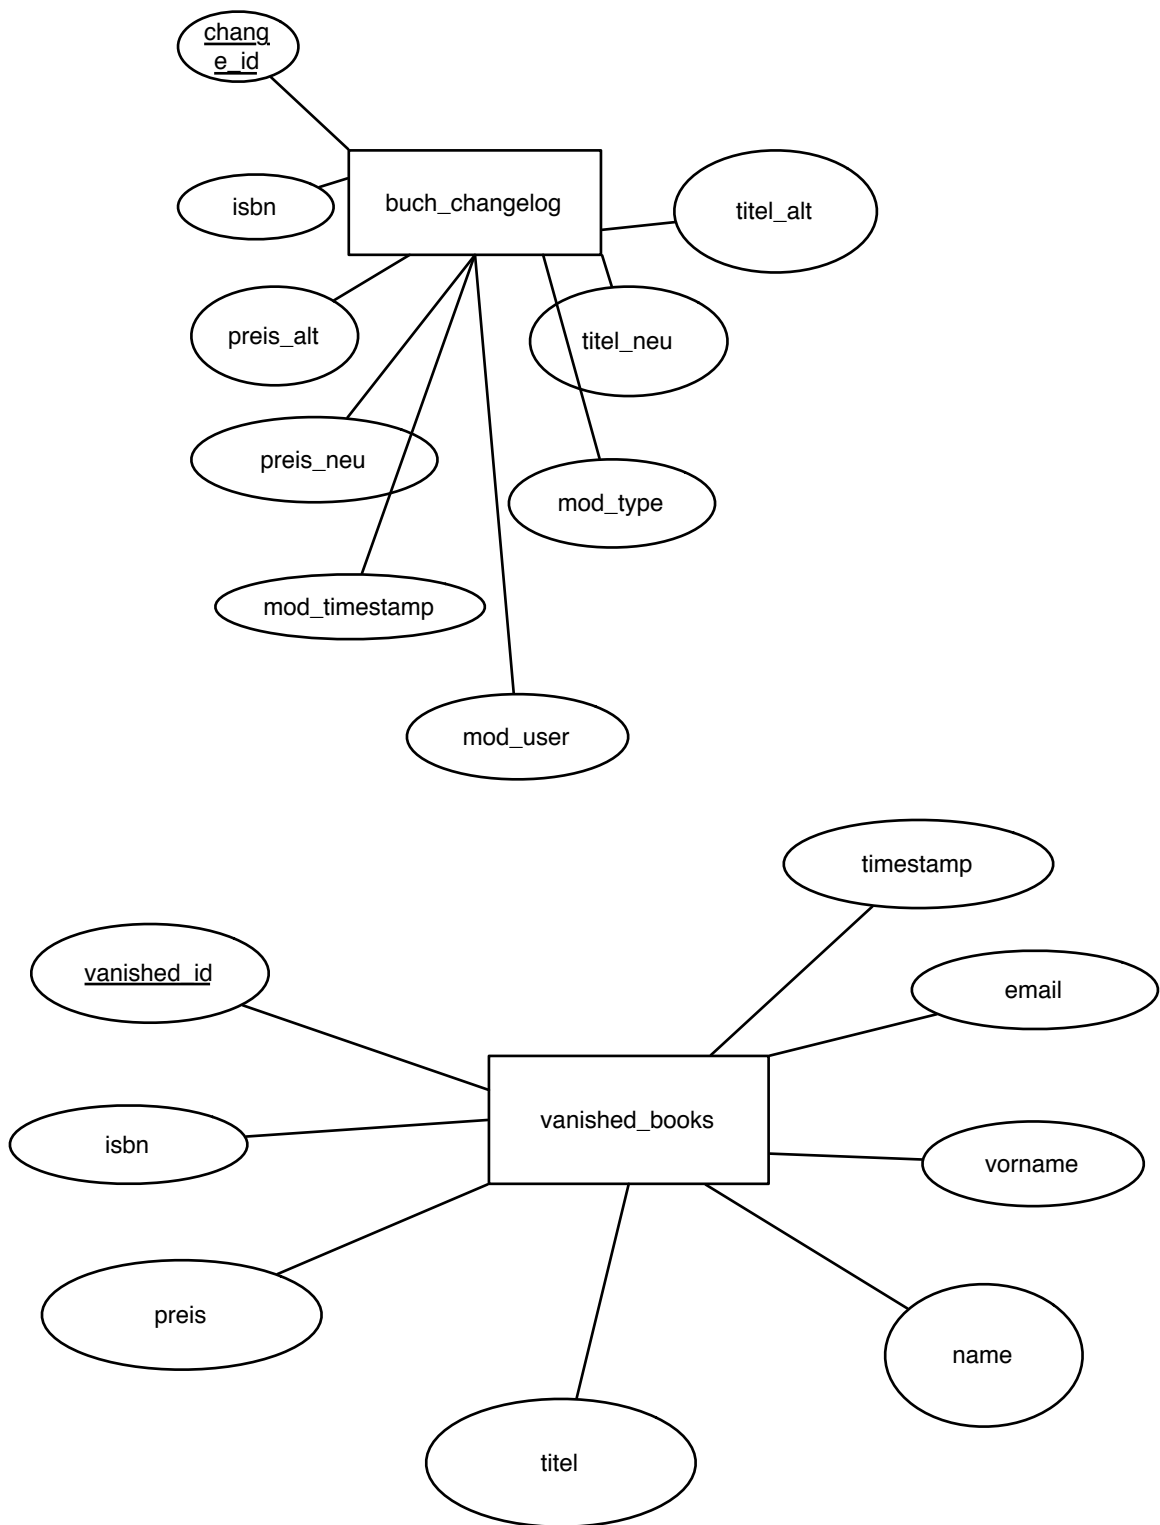 chang
e_id
buch_changelog
isbn
titel_alt
preis_alt
titel_neu
preis_neu
mod_type
mod_timestamp
mod_user
timestamp
vanished_id
email
vanished_books
isbn
vorname
preis
name
titel